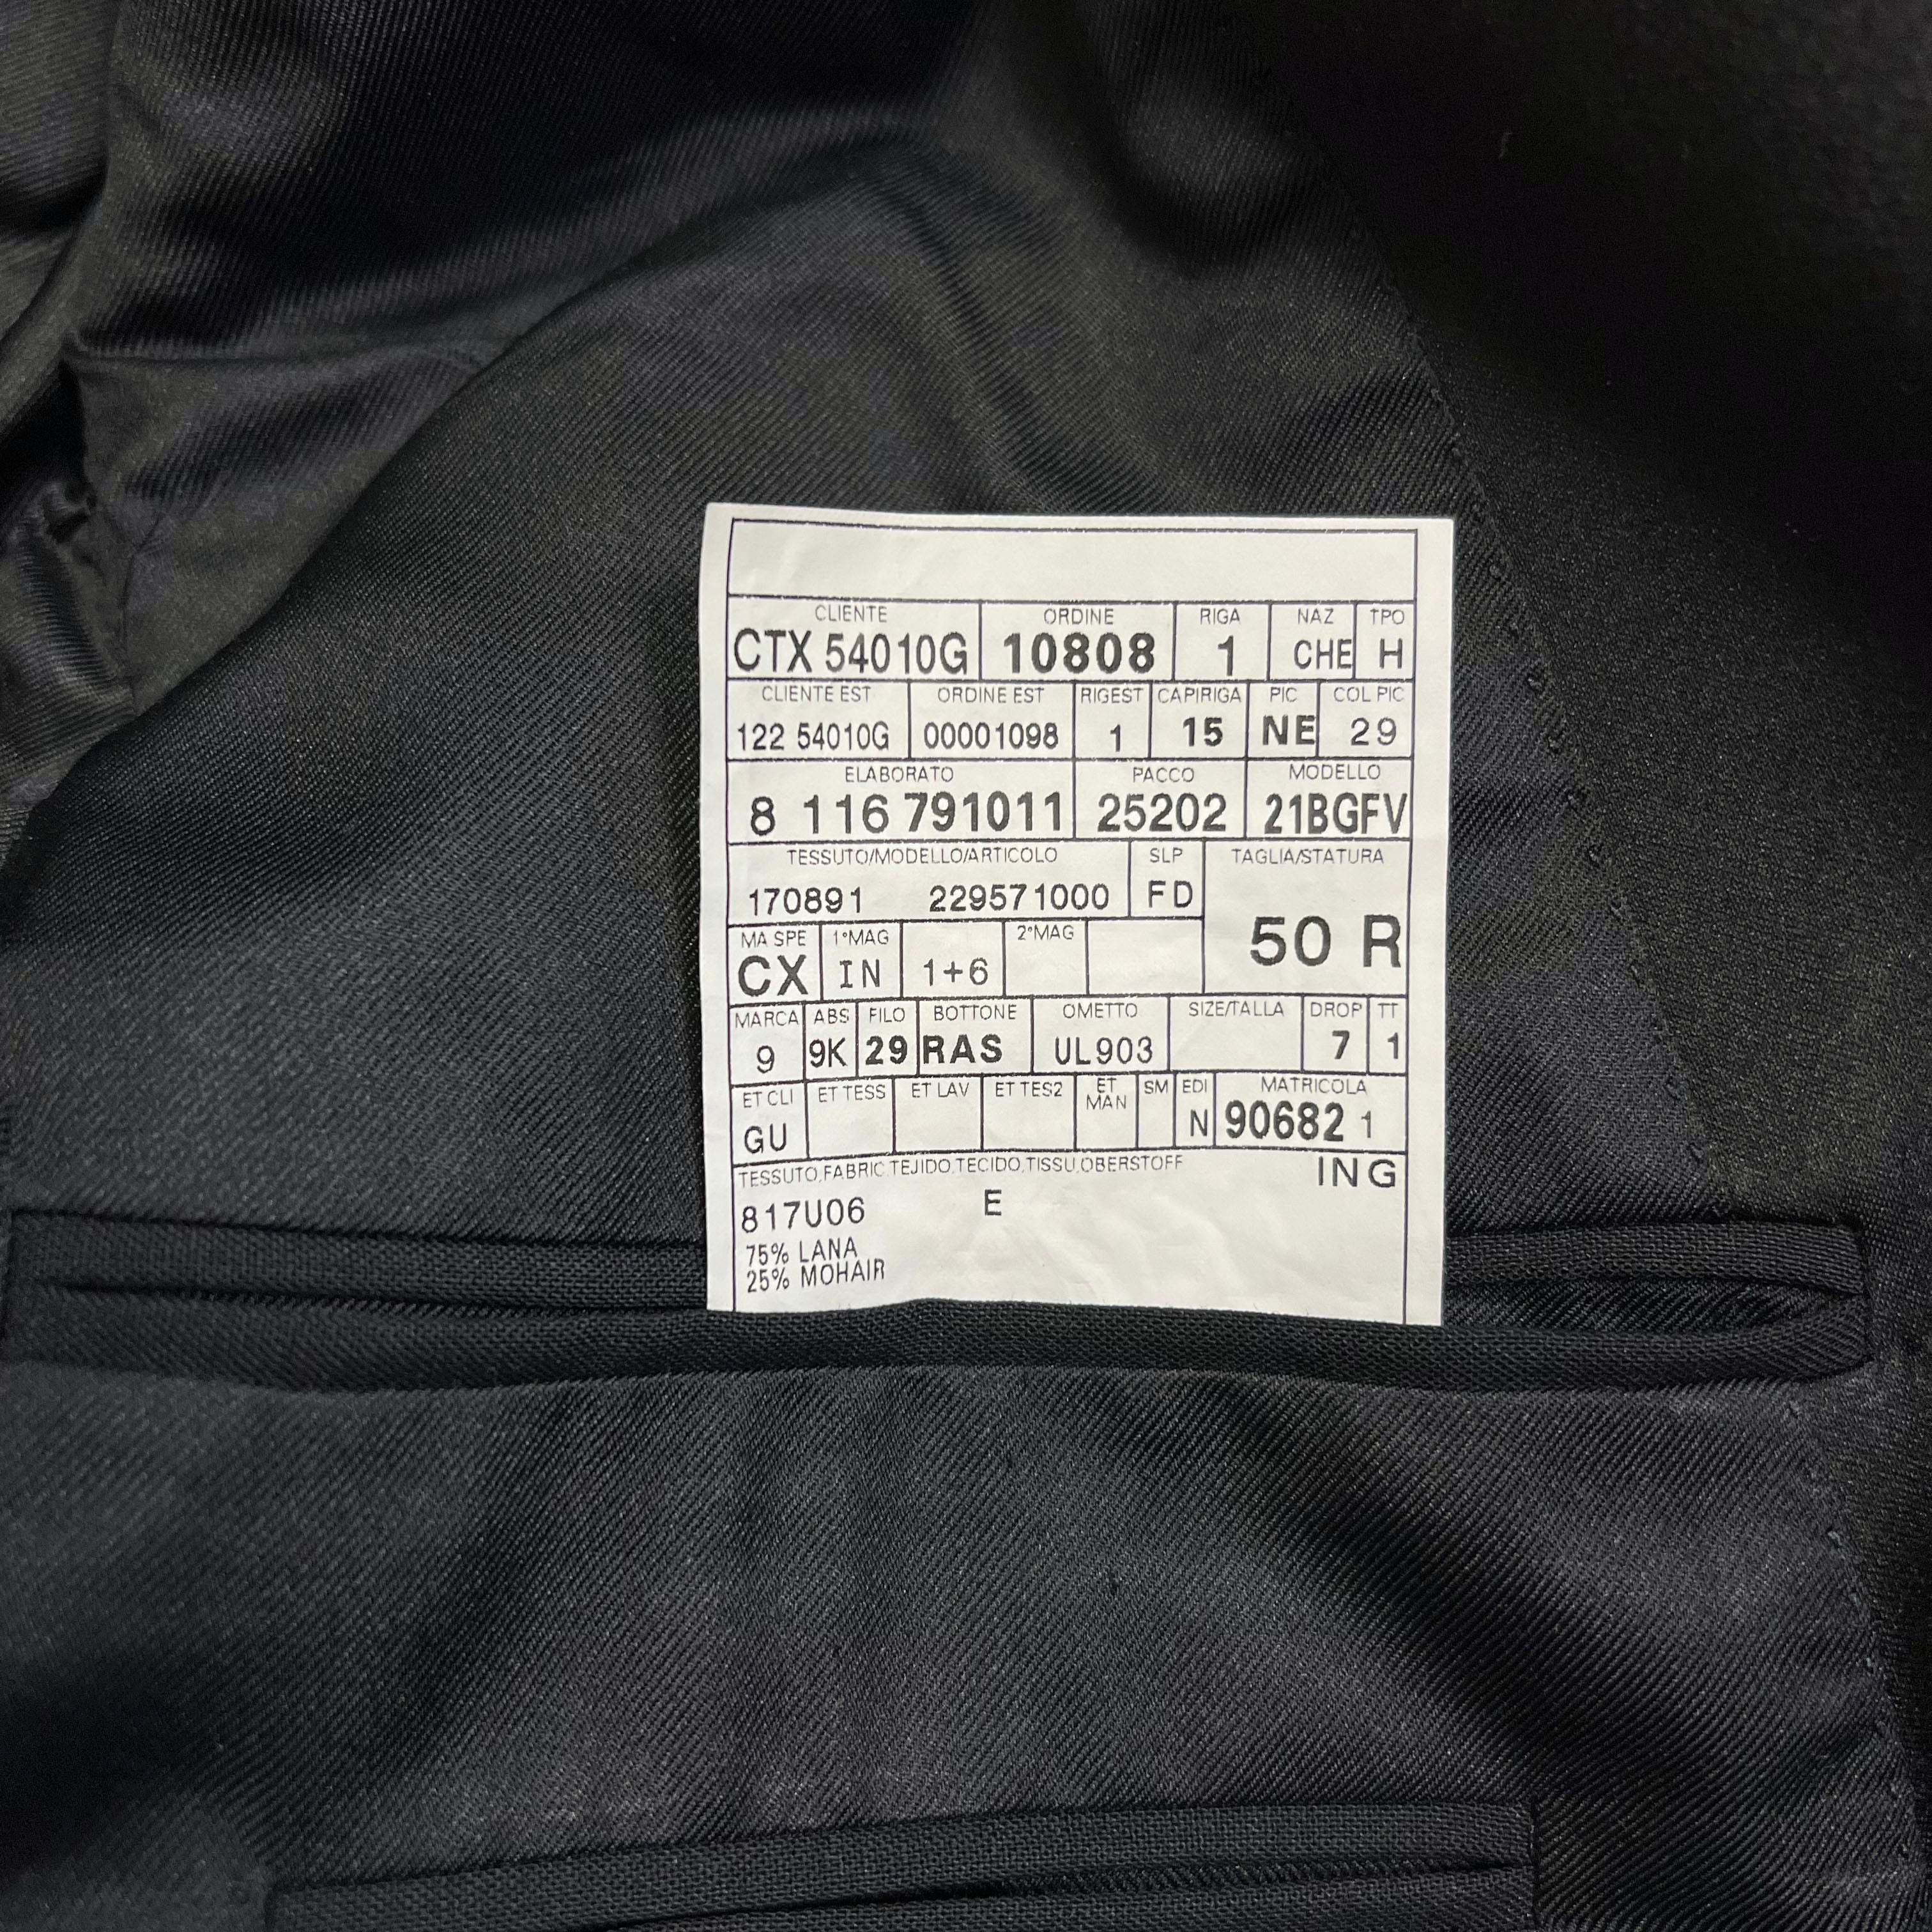 CLIENTE ORDINE RIGA NAZ TPO
CTX 54010G 10808 1 CHE H
CLIENTE EST ORDINE EST RIGEST CAPIRIGA PIC COL PIC
122 54010G 00001098 1 15 NE 29
ELABORATO PACCO MODELLO
8 116 791011 25202 21BGFV
TESSUTO/MODELLO/ARTICOLO SLP TAGLIA/STATURA
170891 229571000 FD 50 R
MA SPE 1°MAG 2°MAG
CX IN 1+6
MARCA ABS FILO BOTTONE OMETTO SIZE/TALLA DROP TT
9 9K 29 RAS UL903 7 1
ET CLI ET TESS ET LAV ET TES2 ET MAN SM EDI MATRICOLA
GU N 90682 1
TESSUTO,FABRIC,TEJIDO,TECIDO,TISSU,OBERSTOFF ING
817U06 E
75% LANA
25% MOHAIR